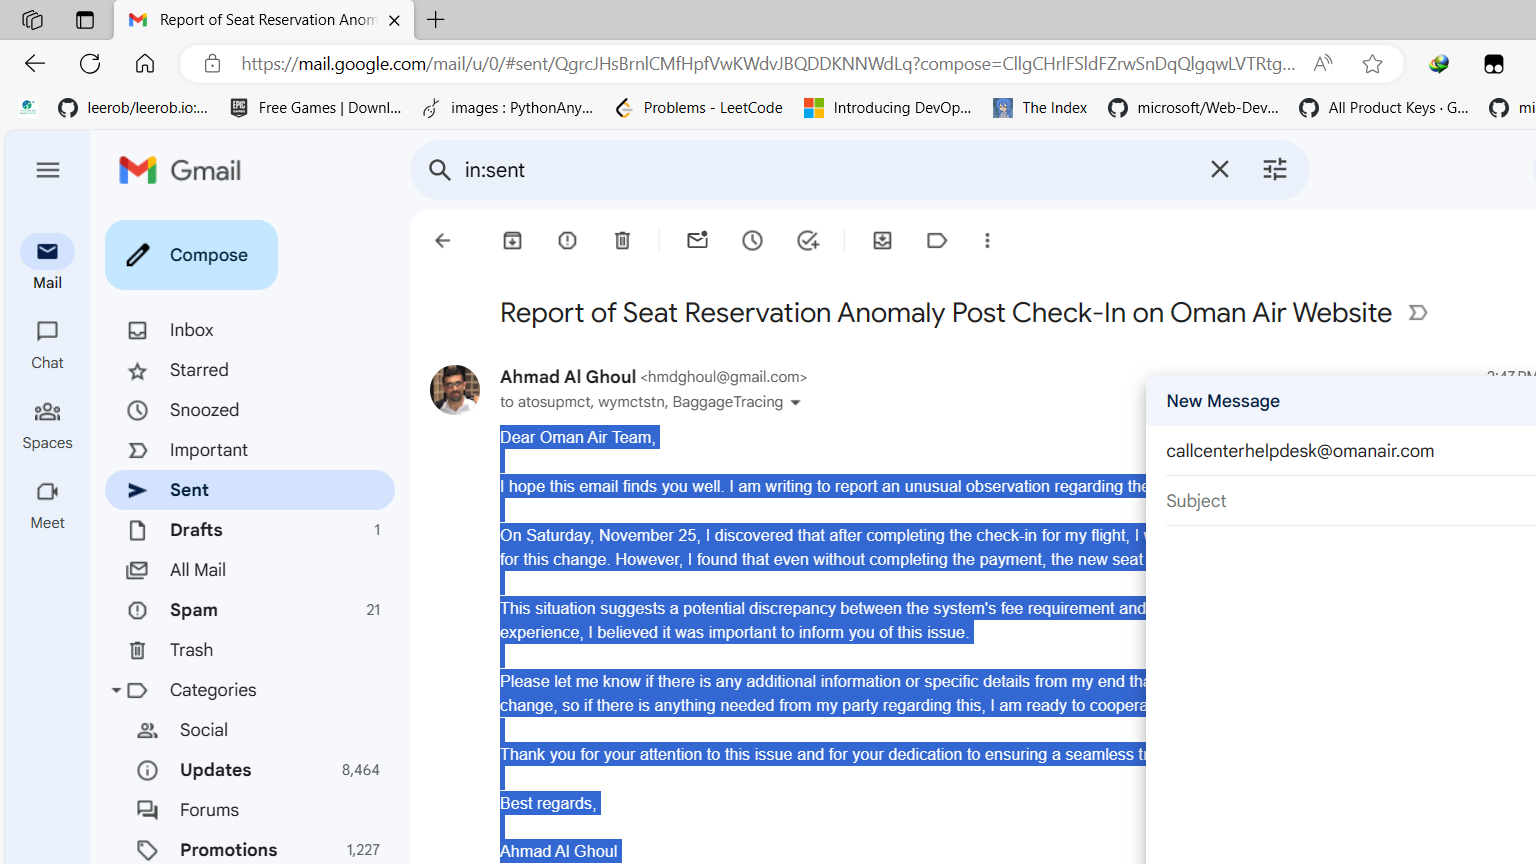 Report of Seat Reservation Anom
https://mail.google.com/mail/u/0/#sent/QgrcJHsBrnlCMfHpfVwKWdvJBQDDKNNWdLq?compose=CllgCHrlFSldFZrwSnDqQlgqwLVTRtg...
leerob/leerob.io:...
EPIC
Free Games | Downl...
images : PythonAny...
Problems - LeetCode
Introducing DevOp...
The Index
microsoft/Web-Dev...
All Product Keys · G...
mi
Gmail
in:sent
Compose
Mail
Chat
Spaces
Meet
Inbox
Starred
Snoozed
Important
Sent
Drafts 1
All Mail
Spam 21
Trash
Categories
Social
Updates 8,464
Forums
Promotions 1,227
Report of Seat Reservation Anomaly Post Check-In on Oman Air Website
Ahmad Al Ghoul <hmdghoul@gmail.com>
to atosupmct, wymctstn, BaggageTracing
Dear Oman Air Team,
I hope this email finds you well. I am writing to report an unusual observation regarding the
On Saturday, November 25, I discovered that after completing the check-in for my flight, I
for this change. However, I found that even without completing the payment, the new seat
This situation suggests a potential discrepancy between the system's fee requirement and
experience, I believed it was important to inform you of this issue.
Please let me know if there is any additional information or specific details from my end tha
change, so if there is anything needed from my party regarding this, I am ready to coopera
Thank you for your attention to this issue and for your dedication to ensuring a seamless
Best regards,
Ahmad Al Ghoul
New Message
callcenterhelpdesk@omanair.com
Subject